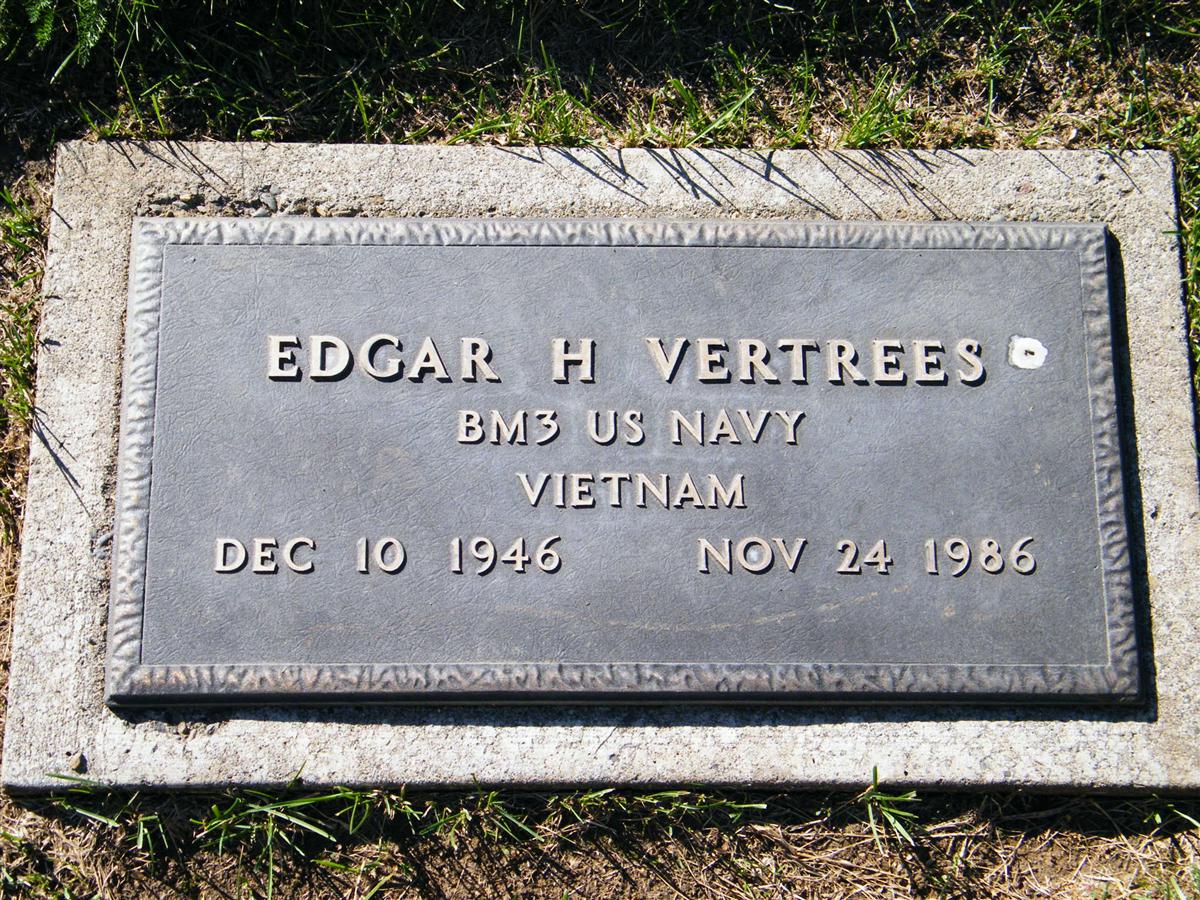 EDGAR H VERTREES
BM3 US NAVY
VIETNAM
DEC 10 1946 NOV 24 1986